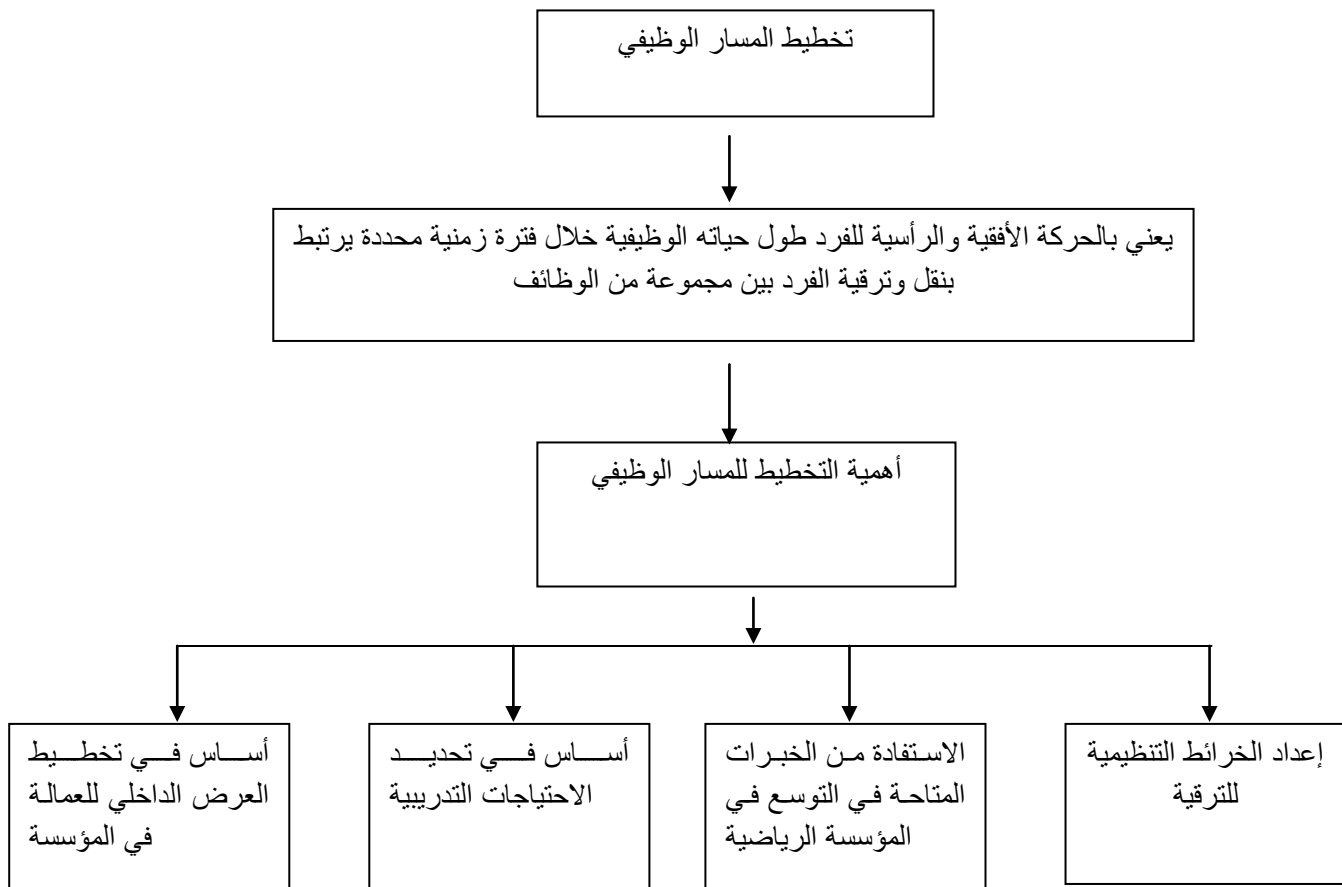 تخطيط المسار الوظيفي
يعني بالحركة الأفقية والرأسية للفرد طول حياته الوظيفية خلال فترة زمنية محددة يرتبط
بنقل وترقية الفرد بين مجموعة من الوظائف
أهمية التخطيط للمسار الوظيفي
إعداد الخرائط التنظيمية
للترقية
الاستفادة من الخبرات
المتاحة في التوسع في
المؤسسة الرياضية
أساس في تحديد
الاحتياجات التدريبية
أساس في تخطيط
العرض الداخلي للعمالة
في المؤسسة